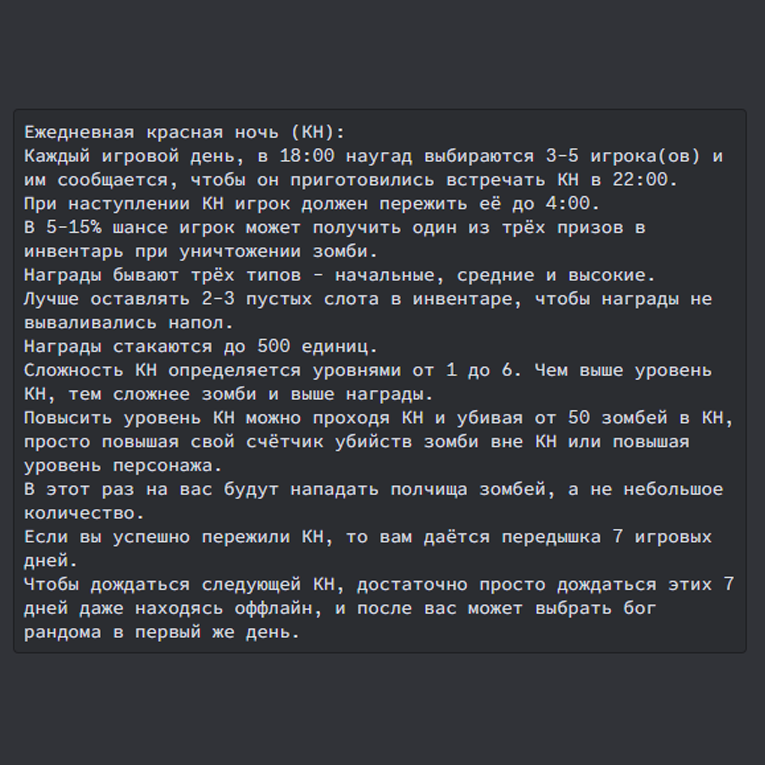 Ежедневная красная ночь (КН):
Каждый игровой день, в 18:00 наугад выбираются 3-5 игрока(ов) и
им сообщается, чтобы он приготовились встречать КН в 22:00.
При наступлении КН игрок должен пережить её до 4:00.
В 5-15% шансе игрок может получить один из трёх призов в
инвентарь при уничтожении зомби.
Награды бывают трёх типов - начальные, средние и высокие.
Лучше оставлять 2-3 пустых слота в инвентаре, чтобы награды не
вываливались напол.
Награды стакаются до 500 единиц.
Сложность КН определяется уровнями от 1 до 6. Чем выше уровень
КН, тем сложнее зомби и выше награды.
Повысить уровень КН можно проходя КН и убивая от 50 зомбей в КН,
просто повышая свой счётчик убийств зомби вне КН или повышая
уровень персонажа.
В этот раз на вас будут нападать полчища зомбей, а не небольшое
количество.
Если вы успешно пережили КН, то вам даётся передышка 7 игровых
дней.
Чтобы дождаться следующей КН, достаточно просто дождаться этих 7
дней даже находясь оффлайн, и после вас может выбрать бог
рандома в первый же день.